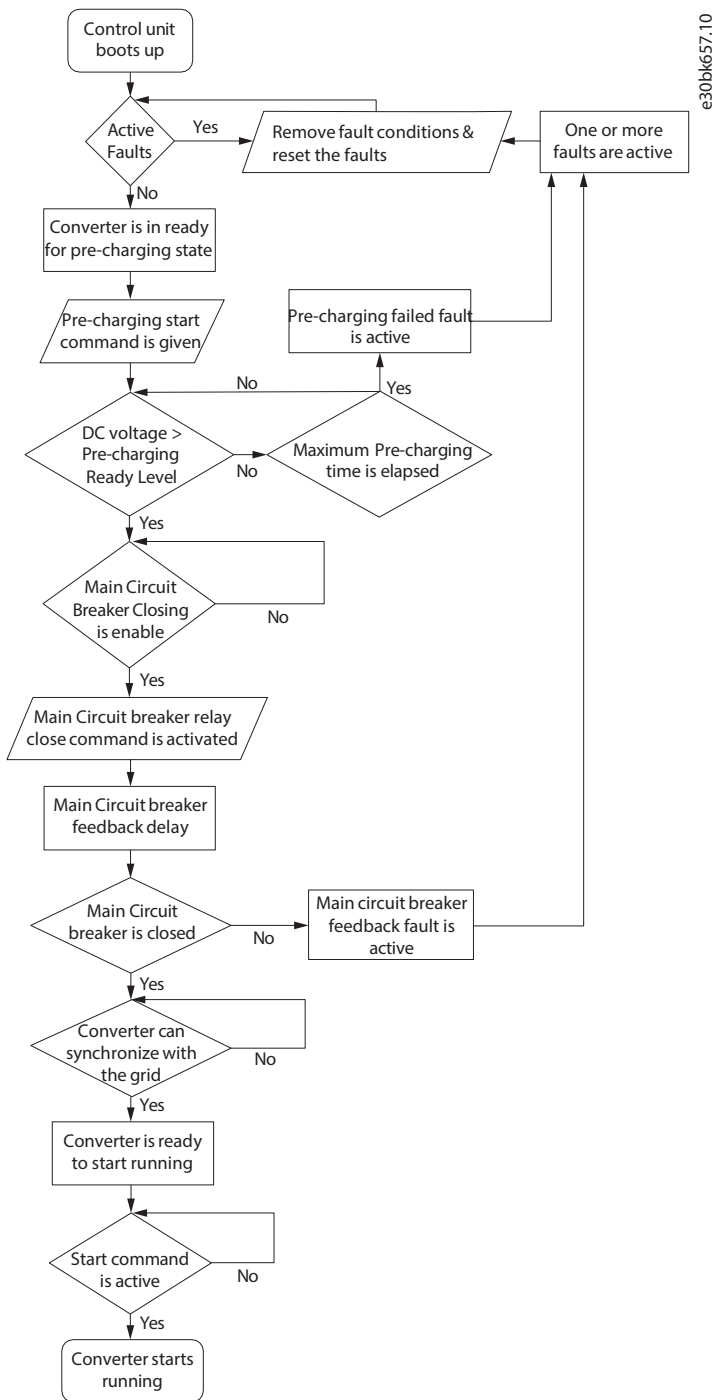 e30bk657.10
Control unit
boots up
Active
Faults
Yes
Remove fault conditions &
reset the faults
One or more
faults are active
No
Converter is in ready
for pre-charging state
Pre-charging start
command is given
Pre-charging failed fault
is active
No
Yes
DC voltage >
Pre-charging
Ready Level
No
Maximum Pre-charging
time is elapsed
Yes
Main Circuit
Breaker Closing
is enable
No
Yes
Main Circuit breaker relay
close command is activated
Main Circuit breaker
feedback delay
Main Circuit
breaker is closed
No
Main circuit breaker
feedback fault is
active
Yes
Converter can
synchronize with
the grid
No
Yes
Converter is ready
to start running
Start command
is active
No
Yes
Converter starts
running